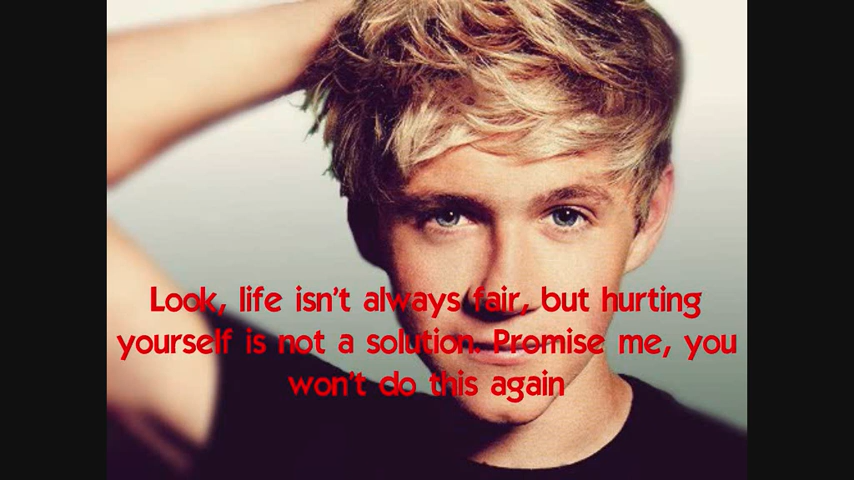 Look, life isn't always fair, but hurting
yourself is not a solution. Promise me, you
won't do this again